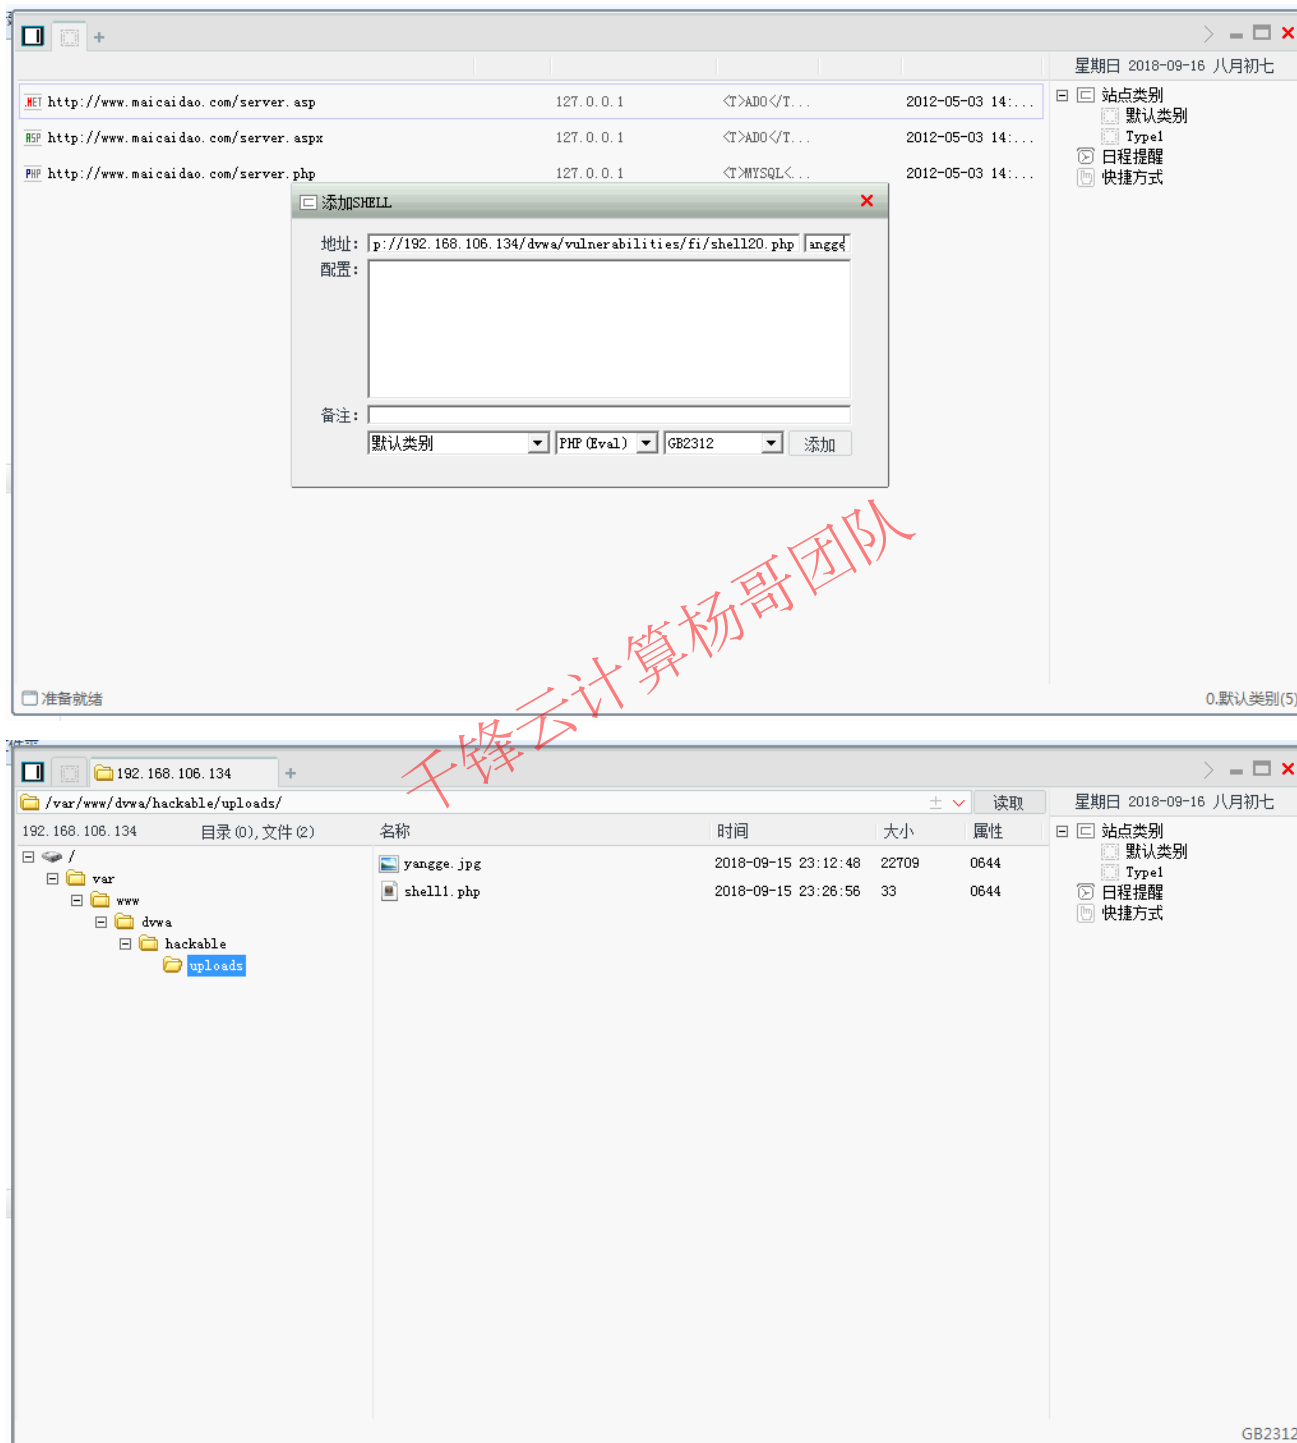 +
星期日 2018-09-16 八月初七
.NET http://www.maicaidao.com/server.asp 127.0.0.1 <T>ADO</T... 2012-05-03 14:...
ASP http://www.maicaidao.com/server.aspx 127.0.0.1 <T>ADO</T... 2012-05-03 14:...
PHP http://www.maicaidao.com/server.php 127.0.0.1 <T>MYSQL<... 2012-05-03 14:...
站点类别
默认类别
Type1
日程提醒
快捷方式
添加SHELL
地址: p://192.168.106.134/dvwa/vulnerabilities/fi/shell20.php angge
配置:
备注:
默认类别 PHP(Eval) GB2312 添加
准备就绪
0.默认类别(5)
千锋云计算杨哥团队
192.168.106.134 +
/var/www/dvwa/hackable/uploads/ 读取
星期日 2018-09-16 八月初七
192.168.106.134 目录(0),文件(2) 名称 时间 大小 属性
/
var
www
dvwa
hackable
uploads
yangge.jpg 2018-09-15 23:12:48 22709 0644
shell1.php 2018-09-15 23:26:56 33 0644
站点类别
默认类别
Type1
日程提醒
快捷方式
GB2312